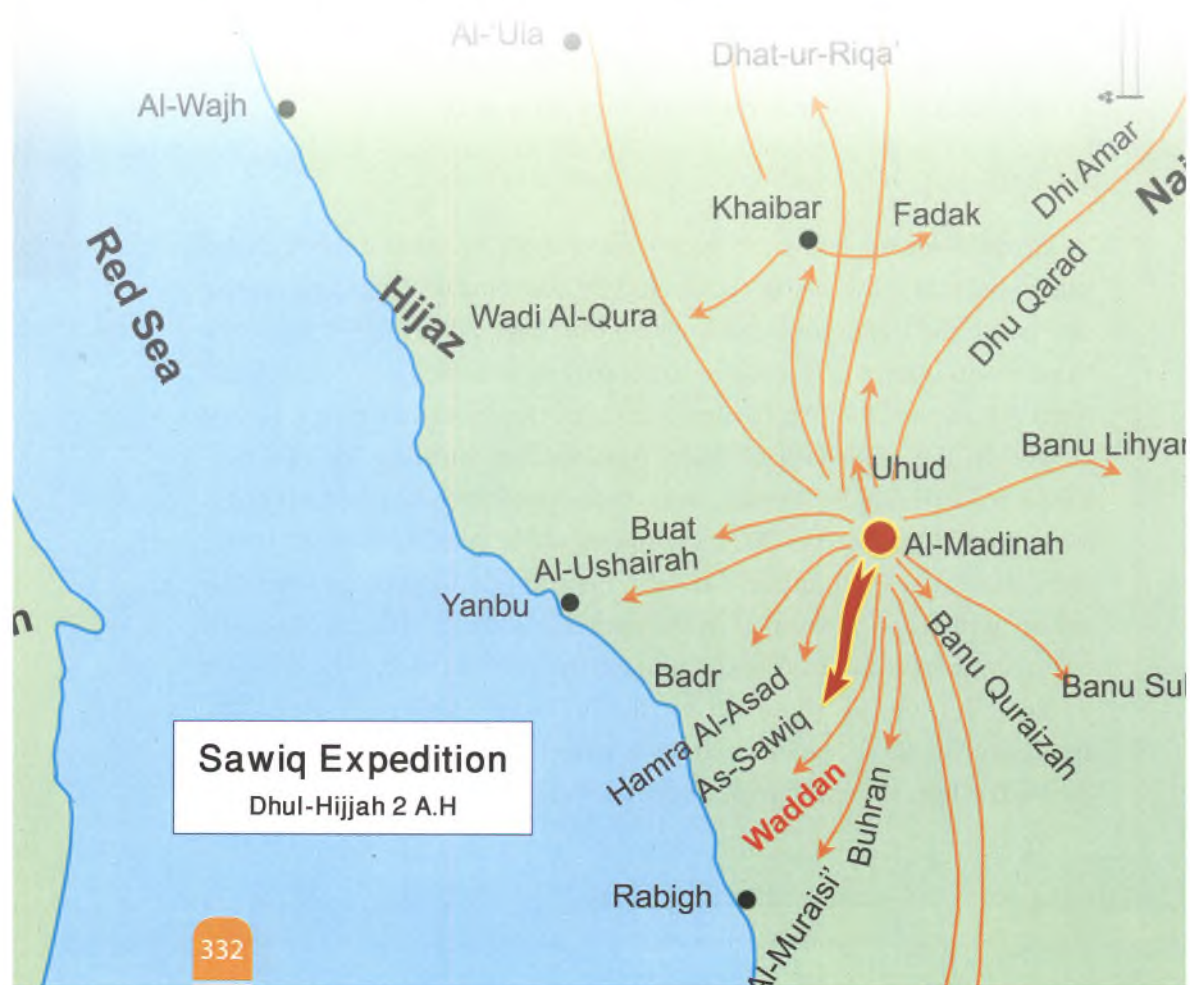 Al-'Ula
Dhat-ur-Riqa'
Al-Wajh
Dhi Amar
Khaibar
Fadak
Red Sea
Hijaz
Wadi Al-Qura
Dhu Qarad
Uhud
Banu Lihyan
Buat
Al-Madinah
Al-Ushairah
Yanbu
Badr
Hamra Al-Asad
As-Sawiq
Waddan
Banu Quraizah
Banu Sul
Sawiq Expedition
Dhul-Hijjah 2 A.H
Buhran
Rabigh
Al-Muraisi'
332